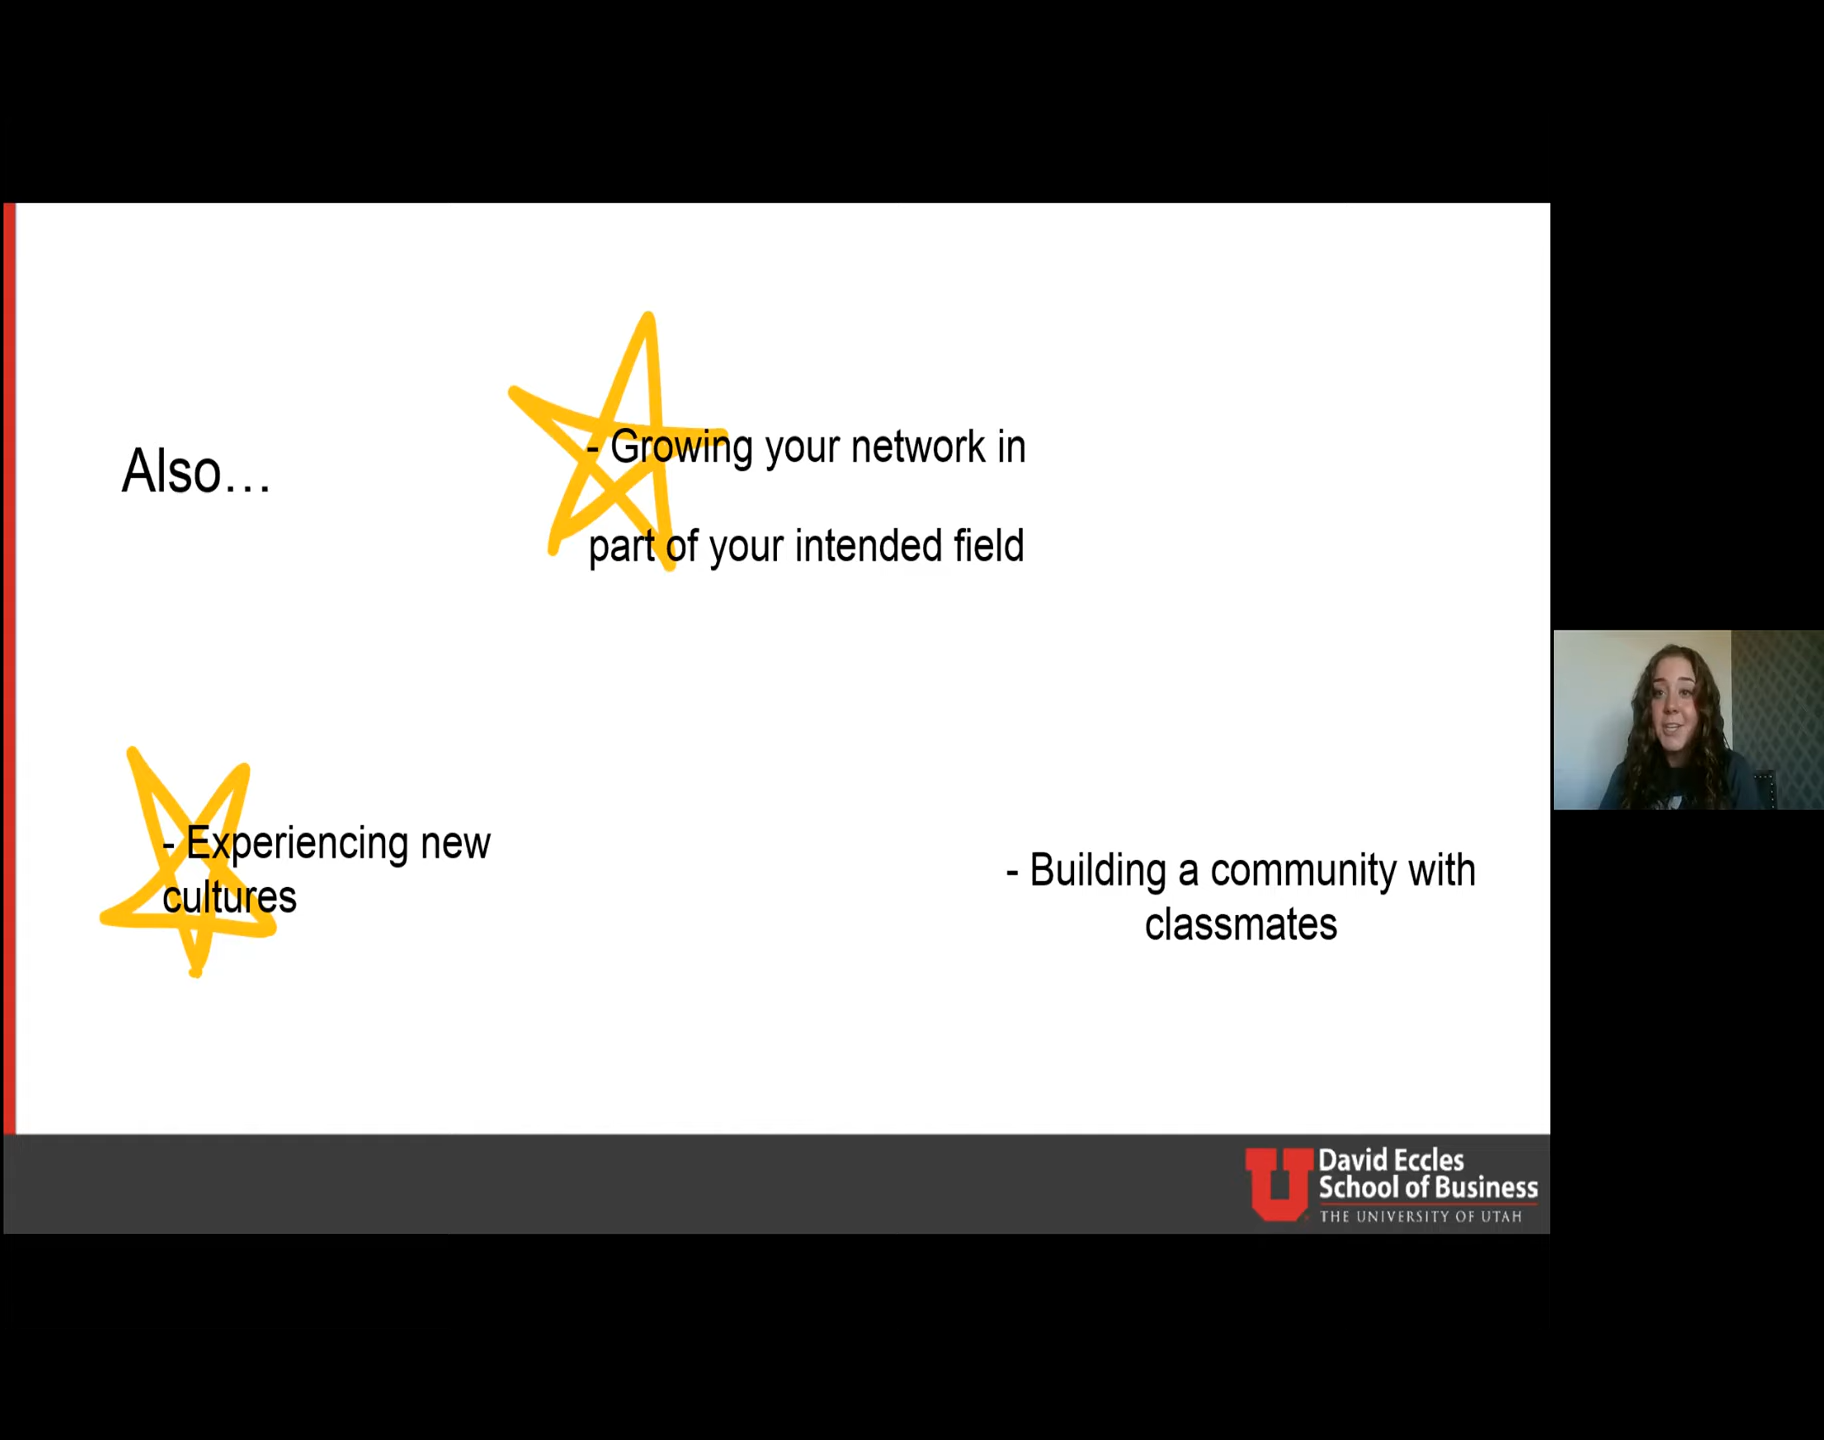 Also…
- Growing your network in
part of your intended field
- Experiencing new
cultures
- Building a community with
classmates
David Eccles
School of Business
THE UNIVERSITY OF UTAH